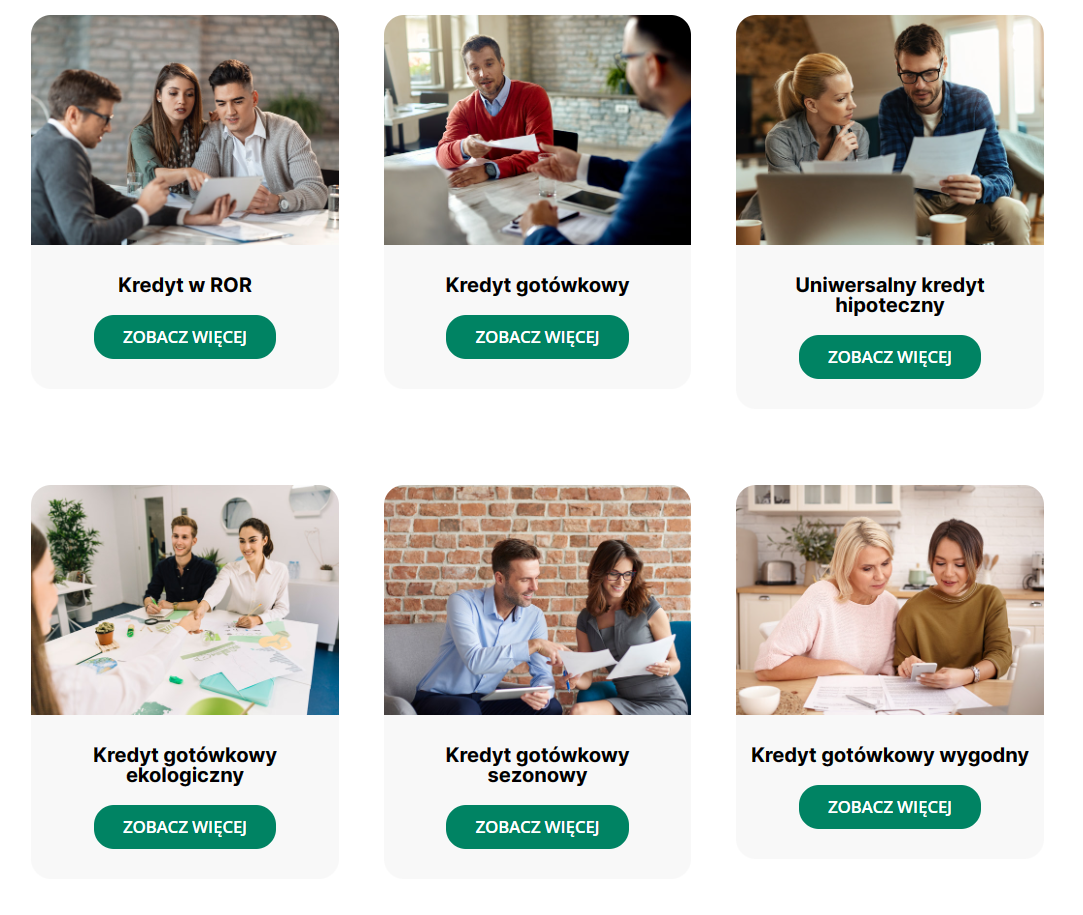 Kredyt w ROR
ZOBACZ WIĘCEJ
Kredyt gotówkowy
ZOBACZ WIĘCEJ
Uniwersalny kredyt
hipoteczny
ZOBACZ WIĘCEJ
Kredyt gotówkowy
ekologiczny
ZOBACZ WIĘCEJ
Kredyt gotówkowy
sezonowy
ZOBACZ WIĘCEJ
Kredyt gotówkowy wygodny
ZOBACZ WIĘCEJ